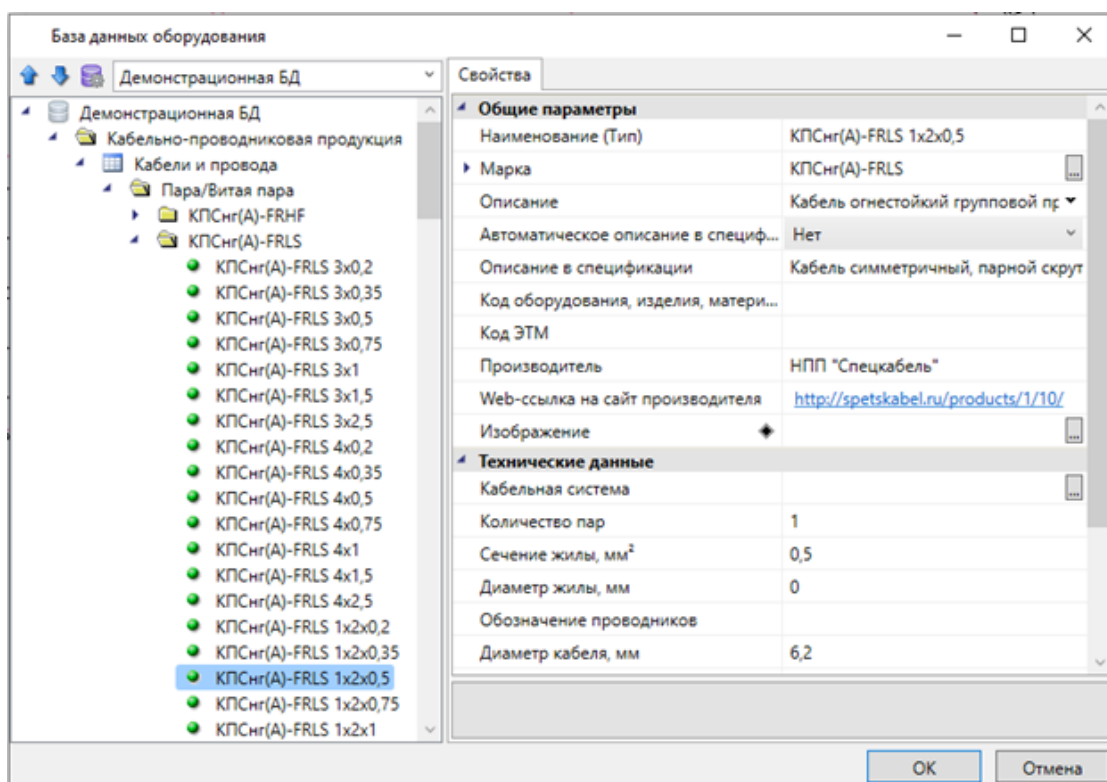 База данных оборудования
Демонстрационная БД
Демонстрационная БД
Кабельно-проводниковая продукция
Кабели и провода
Пара/Витая пара
КПСнг(А)-FRHF
КПСнг(А)-FRLS
КПСнг(А)-FRLS 3x0,2
КПСнг(А)-FRLS 3x0,35
КПСнг(А)-FRLS 3x0,5
КПСнг(А)-FRLS 3x0,75
КПСнг(А)-FRLS 3x1
КПСнг(А)-FRLS 3x1,5
КПСнг(А)-FRLS 3x2,5
КПСнг(А)-FRLS 4x0,2
КПСнг(А)-FRLS 4x0,35
КПСнг(А)-FRLS 4x0,5
КПСнг(А)-FRLS 4x0,75
КПСнг(А)-FRLS 4x1
КПСнг(А)-FRLS 4x1,5
КПСнг(А)-FRLS 4x2,5
КПСнг(А)-FRLS 1x2x0,2
КПСнг(А)-FRLS 1x2x0,35
КПСнг(А)-FRLS 1x2x0,5
КПСнг(А)-FRLS 1x2x0,75
КПСнг(А)-FRLS 1x2x1
Свойства
Общие параметры
Наименование (Тип) КПСнг(А)-FRLS 1x2x0,5
Марка КПСнг(А)-FRLS ...
Описание Кабель огнестойкий групповой пр
Автоматическое описание в специф... Нет
Описание в спецификации Кабель симметричный, парной скрут
Код оборудования, изделия, матери...
Код ЭТМ
Производитель НПП "Спецкабель"
Web-ссылка на сайт производителя http://spetskabel.ru/products/1/10/
Изображение ...
Технические данные
Кабельная система ...
Количество пар 1
Сечение жилы, мм² 0,5
Диаметр жилы, мм 0
Обозначение проводников
Диаметр кабеля, мм 6,2
OK Отмена